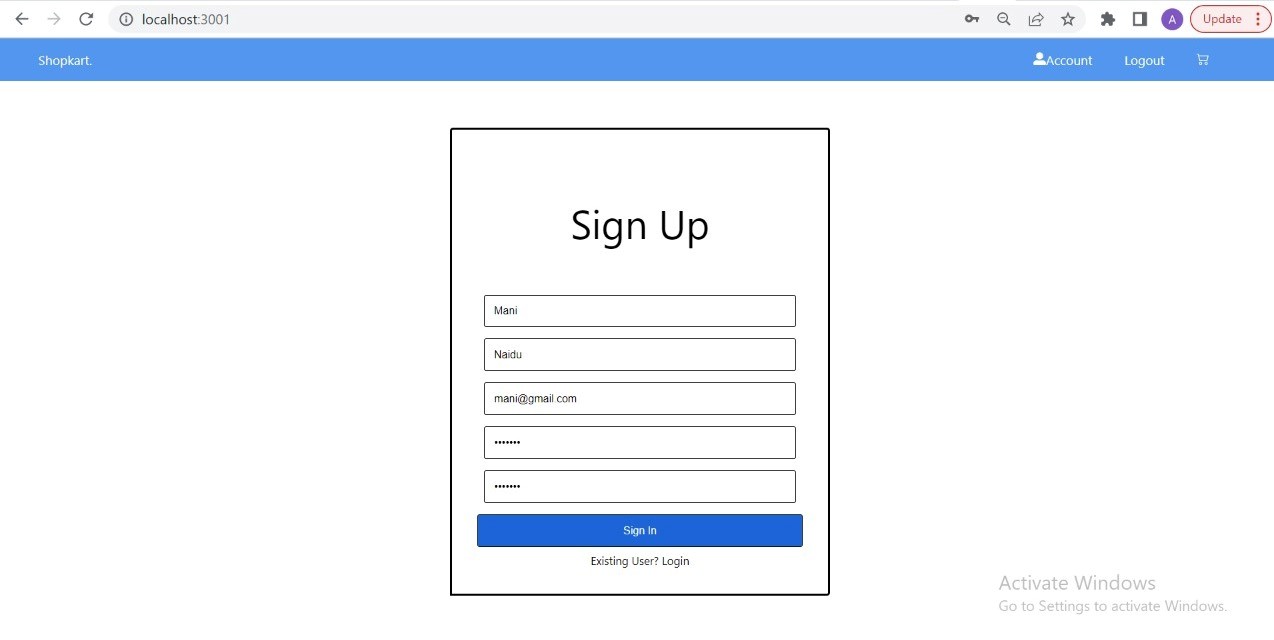 localhost:3001
A
Update
Shopkart.
Account
Logout
Sign Up
Mani
Naidu
mani@gmail.com
•••••••
•••••••
Sign In
Existing User? Login
Activate Windows
Go to Settings to activate Windows.